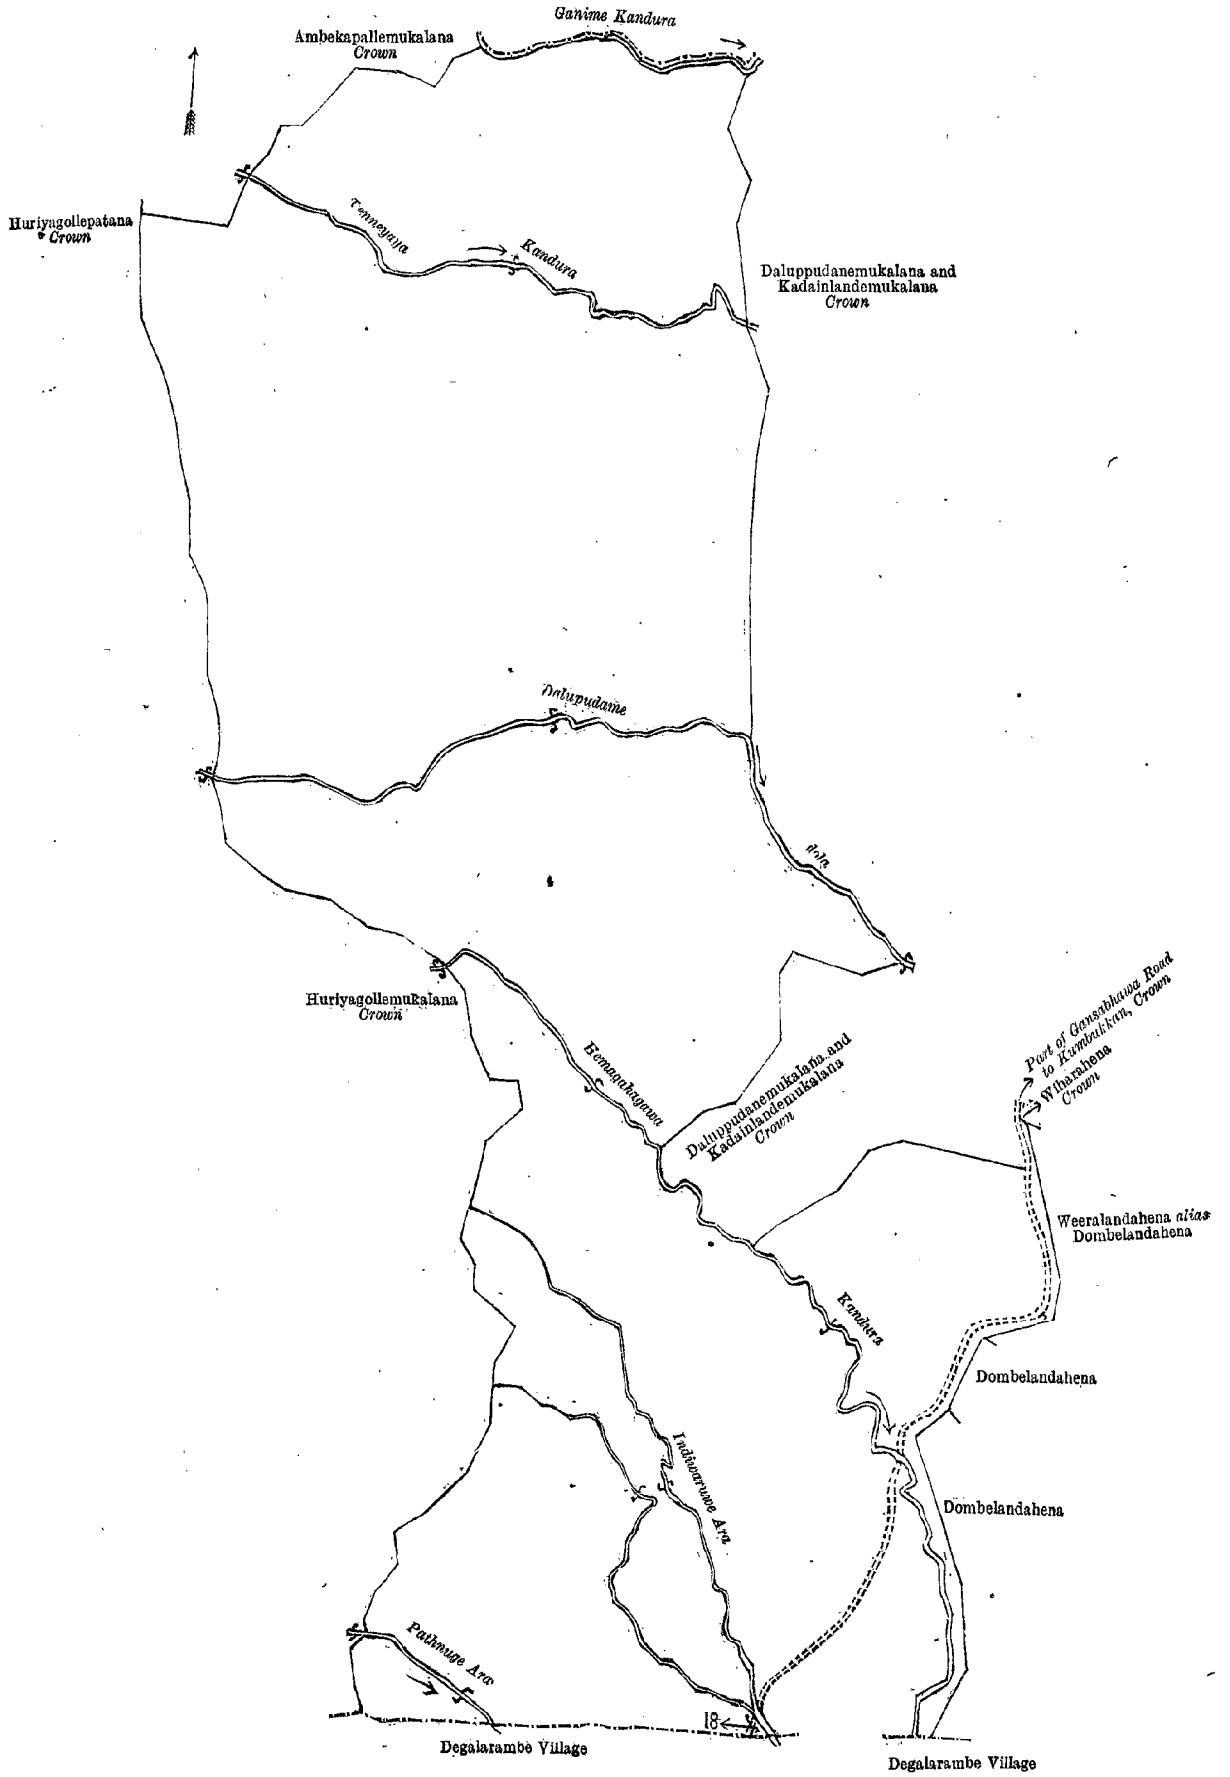 Ganime Kandura
Ambekapallemukalana
Crown
Huriyagollepatana
Crown
Tenneyaya
Kandura
Daluppudanemukalana and
Kadainlandemukalana
Crown
Dalupudame
dola
Huriyagollemukalana
Crown
Hemagahagawa
Daluppudanemukalana and
Kadainlandemukalana
Crown
Part of Gansabhawa Road
to Kumbukkan, Crown
Wiharahena
Crown
Weeralandahena alias
Dombelandahena
Kandura
Dombelandahena
Indiwaruwe Ara
Dombelandahena
Pathnuge Ara
18
Degalarambe Village
Degalarambe Village